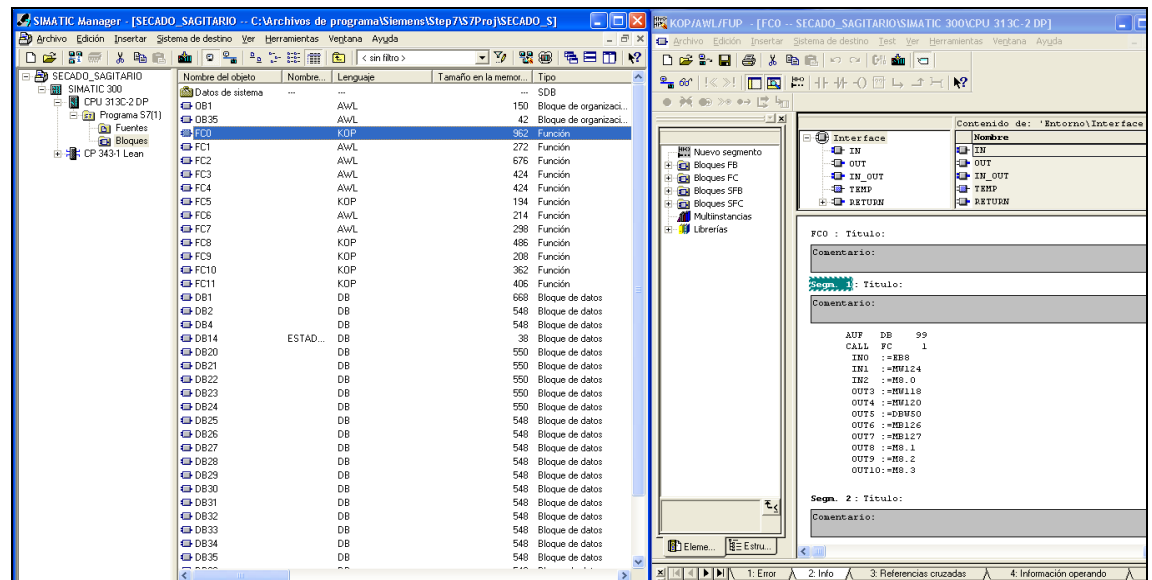 SIMATIC Manager - [SECADO_SAGITARIO -- C:\Archivos de programa\Siemens\Step7\S7Proj\SECADO_S]
Archivo Edición Insertar Sistema de destino Ver Herramientas Ventana Ayuda
< sin filtro >
SECADO_SAGITARIO
SIMATIC 300
CPU 313C-2 DP
Programa S7(1)
Fuentes
Bloques
CP 343-1 Lean
Nombre del objeto Nombre... Lenguaje Tamaño en la memor... Tipo
Datos de sistema --- --- --- SDB
OB1 AWL 150 Bloque de organizaci...
OB35 AWL 42 Bloque de organizaci...
FC0 KOP 962 Función
FC1 AWL 272 Función
FC2 AWL 676 Función
FC3 AWL 424 Función
FC4 AWL 424 Función
FC5 KOP 194 Función
FC6 AWL 214 Función
FC7 AWL 298 Función
FC8 KOP 486 Función
FC9 KOP 208 Función
FC10 KOP 362 Función
FC11 KOP 406 Función
DB1 DB 668 Bloque de datos
DB2 DB 548 Bloque de datos
DB4 DB 548 Bloque de datos
DB14 ESTAD... DB 38 Bloque de datos
DB20 DB 550 Bloque de datos
DB21 DB 550 Bloque de datos
DB22 DB 550 Bloque de datos
DB23 DB 550 Bloque de datos
DB24 DB 550 Bloque de datos
DB25 DB 548 Bloque de datos
DB26 DB 548 Bloque de datos
DB27 DB 548 Bloque de datos
DB28 DB 548 Bloque de datos
DB29 DB 548 Bloque de datos
DB30 DB 548 Bloque de datos
DB31 DB 548 Bloque de datos
DB32 DB 548 Bloque de datos
DB33 DB 548 Bloque de datos
DB34 DB 548 Bloque de datos
DB35 DB 548 Bloque de datos
KOP/AWL/FUP - [FC0 -- SECADO_SAGITARIO\SIMATIC 300\CPU 313C-2 DP]
Archivo Edición Insertar Sistema de destino Test Ver Herramientas Ventana Ayuda
Nuevo segmento
Bloques FB
Bloques FC
Bloques SFB
Bloques SFC
Multiinstancias
Librerías
Eleme... Estru...
Contenido de: 'Entorno\Interface
Interface
IN
OUT
IN_OUT
TEMP
RETURN
Nombre
IN
OUT
IN_OUT
TEMP
RETURN
FC0 : Título:
Comentario:
Segm. 1 : Título:
Comentario:
AUF DB 99
CALL FC 1
IN0 :=EB8
IN1 :=MW124
IN2 :=M8.0
OUT3 :=MW118
OUT4 :=MW120
OUT5 :=DBW50
OUT6 :=MB126
OUT7 :=MB127
OUT8 :=M8.1
OUT9 :=M8.2
OUT10:=M8.3
Segm. 2 : Título:
Comentario:
1: Error 2: Info 3: Referencias cruzadas 4: Información operando